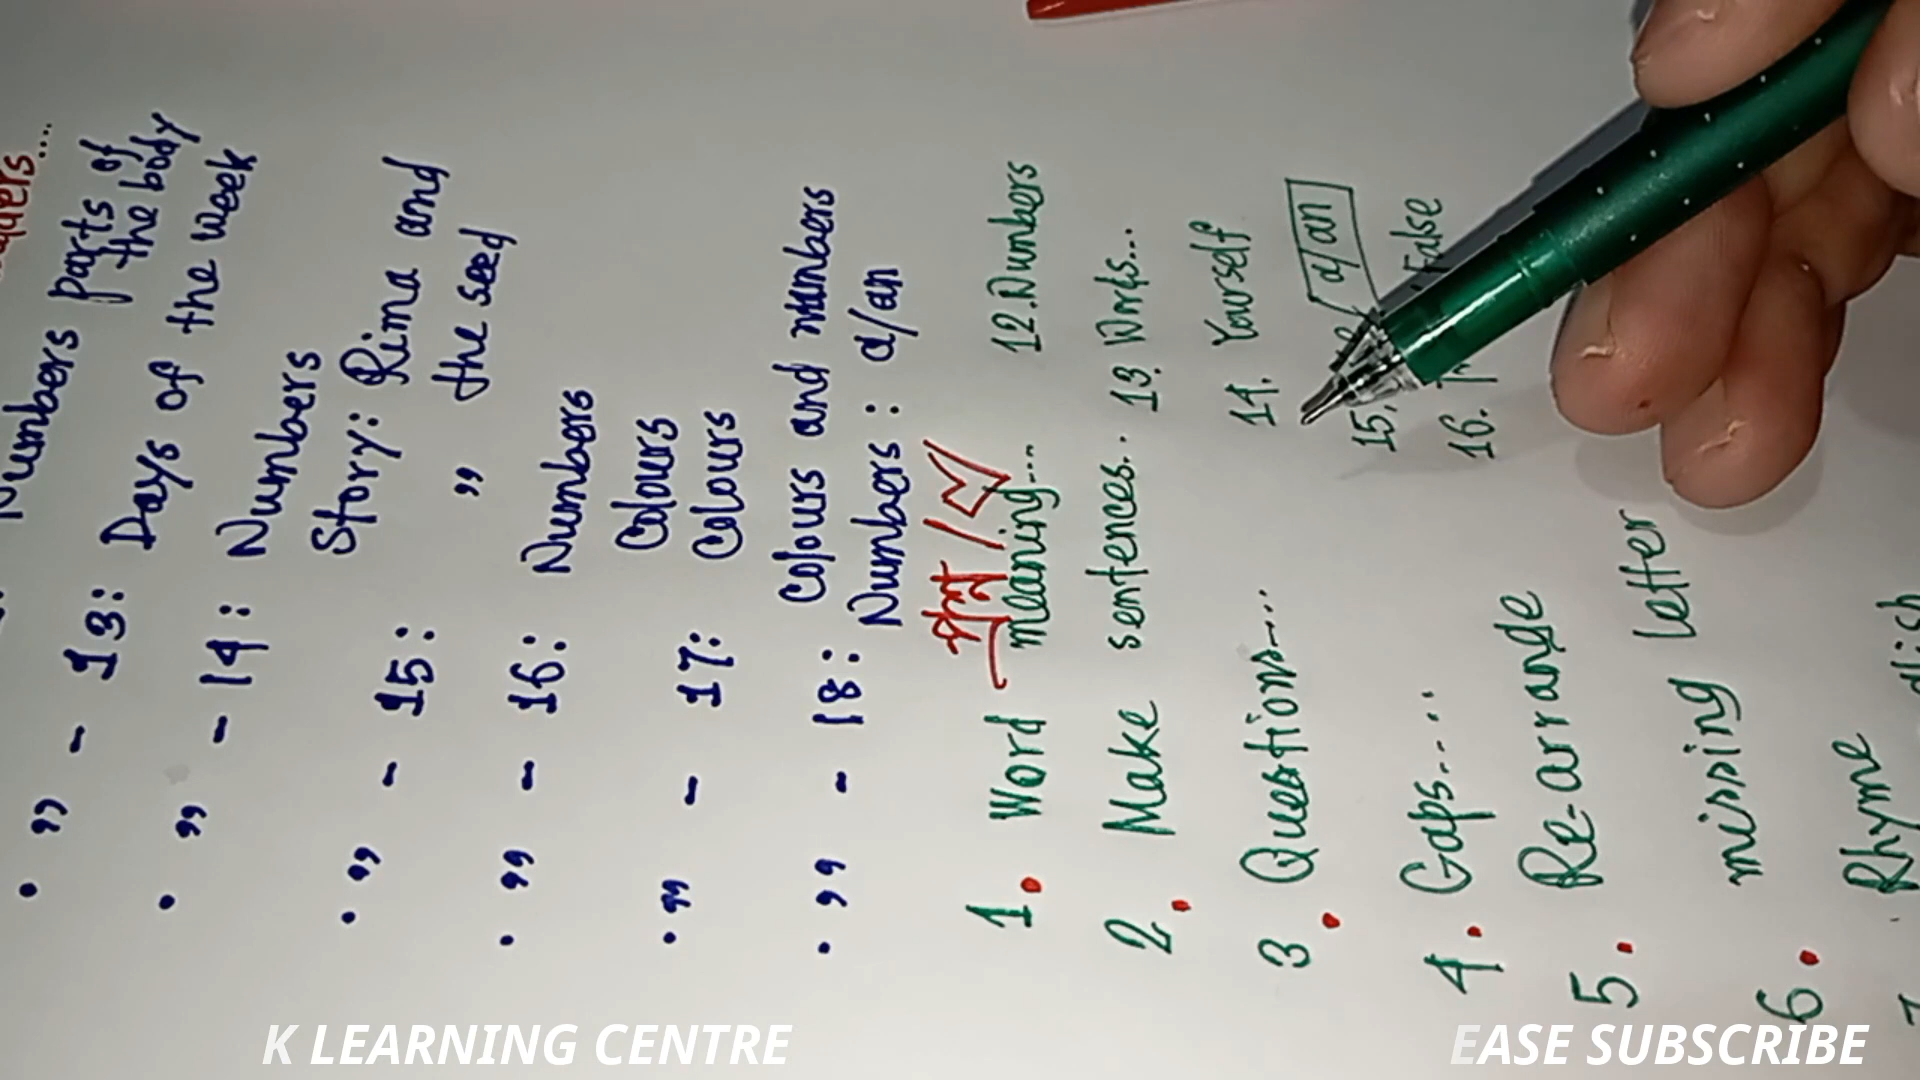 Numbers parts of
the body
• ,, - 13: Days of the week
• ,, - 14: Numbers
Story: Rima and
• ,, - 15: ,, the seed
• ,, - 16: Numbers
Colours
• ,, - 17: Colours
Colours and numbers
• ,, - 18: Numbers : a/an
1. Word meaning... 12. Numbers
2. Make sentences.. 13. Words...
3. Questions.... 14. Yourself
a/an
4. Gaps..... 15.
5. Re-arrange 16. False
6. missing letter
Rhyme
K LEARNING CENTRE
EASE SUBSCRIBE